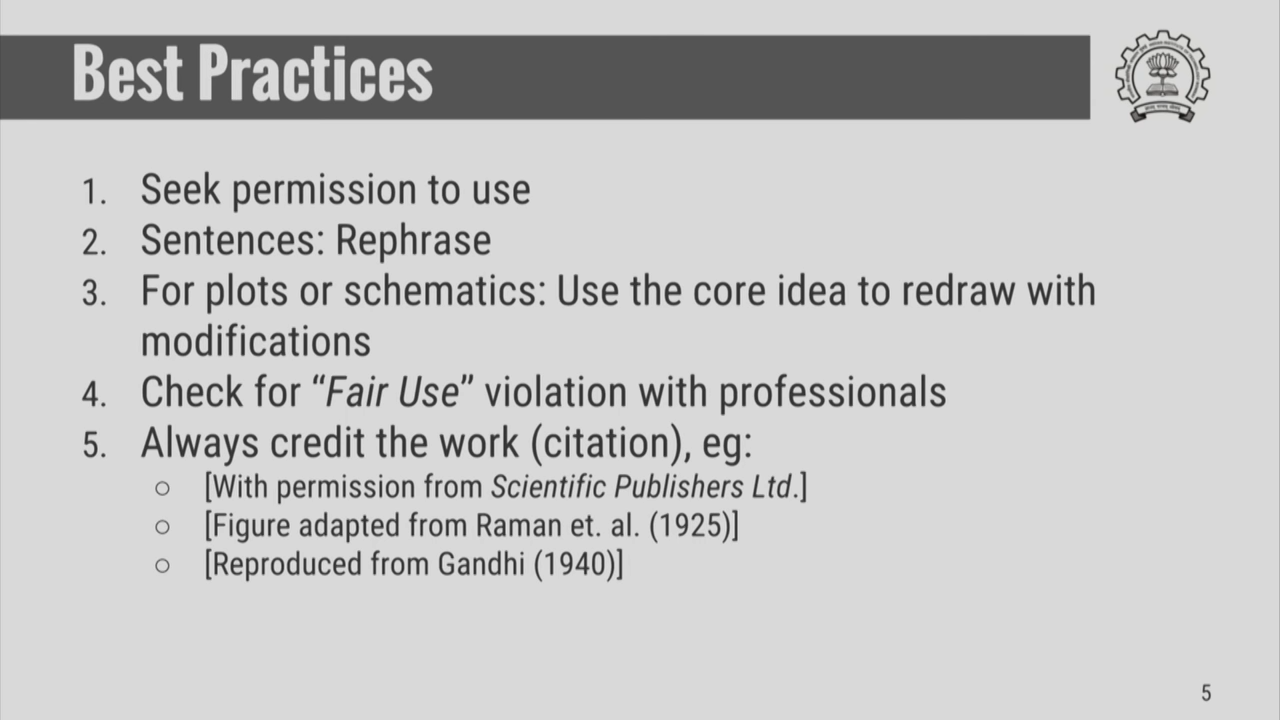 Best Practices
1. Seek permission to use
2. Sentences: Rephrase
3. For plots or schematics: Use the core idea to redraw with
modifications
4. Check for “Fair Use” violation with professionals
5. Always credit the work (citation), eg:
○ [With permission from Scientific Publishers Ltd.]
○ [Figure adapted from Raman et. al. (1925)]
○ [Reproduced from Gandhi (1940)]
5